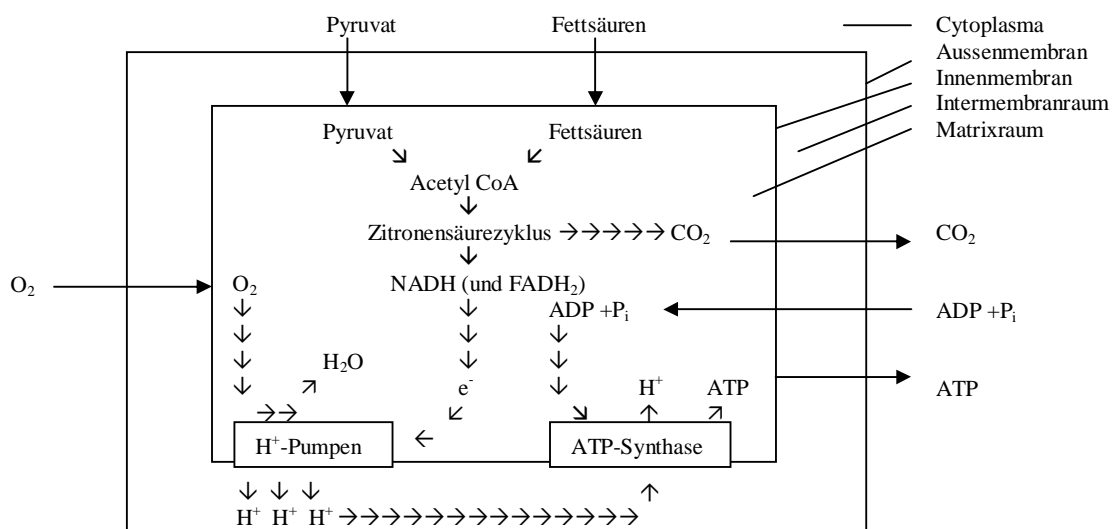 Pyruvat Fettsäuren Cytoplasma
Aussenmembran
Innenmembran
Intermembranraum
Matrixraum
Pyruvat Fettsäuren
Acetyl CoA
Zitronensäurezyklus →→→→→ CO₂ CO₂
O₂ O₂ NADH (und FADH₂)
ADP +Pᵢ ADP +Pᵢ
H₂O
e⁻ H⁺ ATP ATP
H⁺-Pumpen ATP-Synthase
H⁺ H⁺ H⁺ →→→→→→→→→→→→→